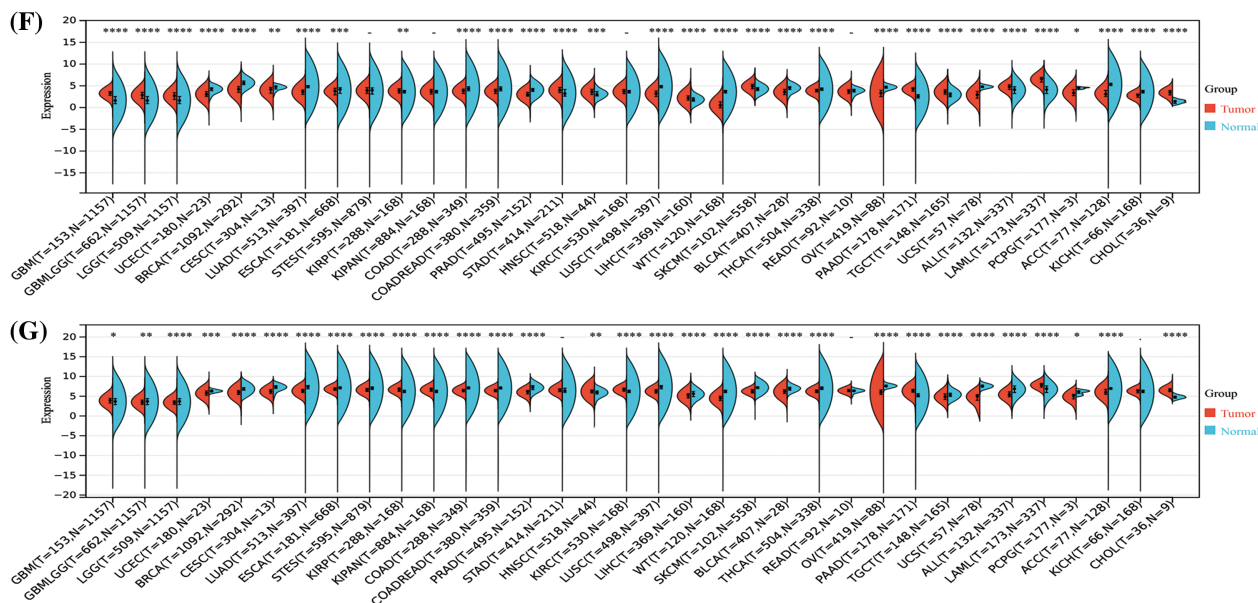 (F)
Expression
20
15
10
5
0
−5
−10
−15
**** **** **** **** **** ** **** *** - ** - **** **** **** **** *** - **** **** **** **** **** **** - **** **** **** **** **** **** * **** **** ****
Group
Tumor
Normal
GBM(T=153,N=1157)
GBMLGG(T=662,N=1157)
LGG(T=509,N=1157)
UCEC(T=180,N=23)
BRCA(T=1092,N=292)
CESC(T=304,N=13)
LUAD(T=513,N=397)
ESCA(T=181,N=668)
STES(T=595,N=879)
KIRP(T=288,N=168)
KIPAN(T=884,N=168)
COAD(T=288,N=349)
COADREAD(T=380,N=359)
PRAD(T=495,N=152)
STAD(T=414,N=211)
HNSC(T=518,N=44)
KIRC(T=530,N=168)
LUSC(T=498,N=397)
LIHC(T=369,N=160)
WT(T=120,N=168)
SKCM(T=102,N=558)
BLCA(T=407,N=28)
THCA(T=504,N=338)
READ(T=92,N=10)
OV(T=419,N=88)
PAAD(T=178,N=171)
TGCT(T=148,N=165)
UCS(T=57,N=78)
ALL(T=132,N=337)
LAML(T=173,N=337)
PCPG(T=177,N=3)
ACC(T=77,N=128)
KICH(T=66,N=168)
CHOL(T=36,N=9)
(G)
Expression
20
15
10
5
0
−5
−10
−15
−20
* ** **** *** **** **** **** **** **** **** **** **** **** **** - ** **** **** **** **** **** **** **** - **** **** **** **** **** **** * **** - ****
Group
Tumor
Normal
GBM(T=153,N=1157)
GBMLGG(T=662,N=1157)
LGG(T=509,N=1157)
UCEC(T=180,N=23)
BRCA(T=1092,N=292)
CESC(T=304,N=13)
LUAD(T=513,N=397)
ESCA(T=181,N=668)
STES(T=595,N=879)
KIRP(T=288,N=168)
KIPAN(T=884,N=168)
COAD(T=288,N=349)
COADREAD(T=380,N=359)
PRAD(T=495,N=152)
STAD(T=414,N=211)
HNSC(T=518,N=44)
KIRC(T=530,N=168)
LUSC(T=498,N=397)
LIHC(T=369,N=160)
WT(T=120,N=168)
SKCM(T=102,N=558)
BLCA(T=407,N=28)
THCA(T=504,N=338)
READ(T=92,N=10)
OV(T=419,N=88)
PAAD(T=178,N=171)
TGCT(T=148,N=165)
UCS(T=57,N=78)
ALL(T=132,N=337)
LAML(T=173,N=337)
PCPG(T=177,N=3)
ACC(T=77,N=128)
KICH(T=66,N=168)
CHOL(T=36,N=9)